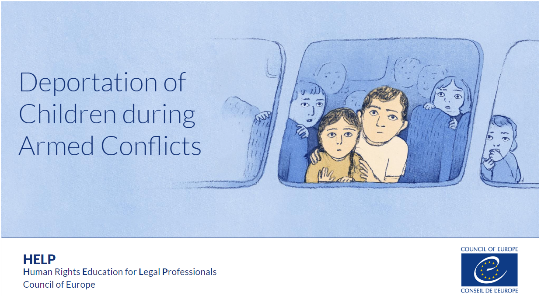 Deportation of
Children during
Armed Conflicts
HELP
Human Rights Education for Legal Professionals
Council of Europe
COUNCIL OF EUROPE
CONSEIL DE L'EUROPE